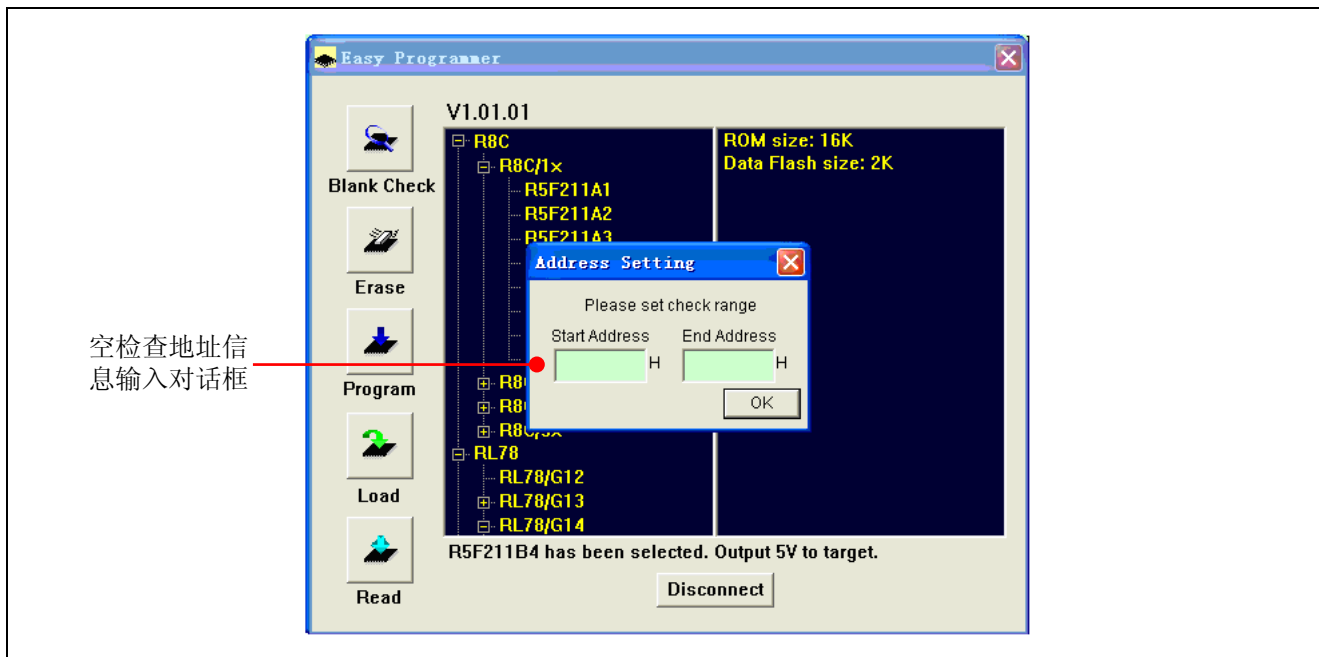 Easy Programmer
V1.01.01
Blank Check
Erase
Program
Load
Read
R8C
R8C/1x
R5F211A1
R5F211A2
R5F211A3
RL78
RL78/G12
RL78/G13
RL78/G14
ROM size: 16K
Data Flash size: 2K
Address Setting
Please set check range
Start Address End Address
H H
OK
空检查地址信
息输入对话框
R5F211B4 has been selected. Output 5V to target.
Disconnect